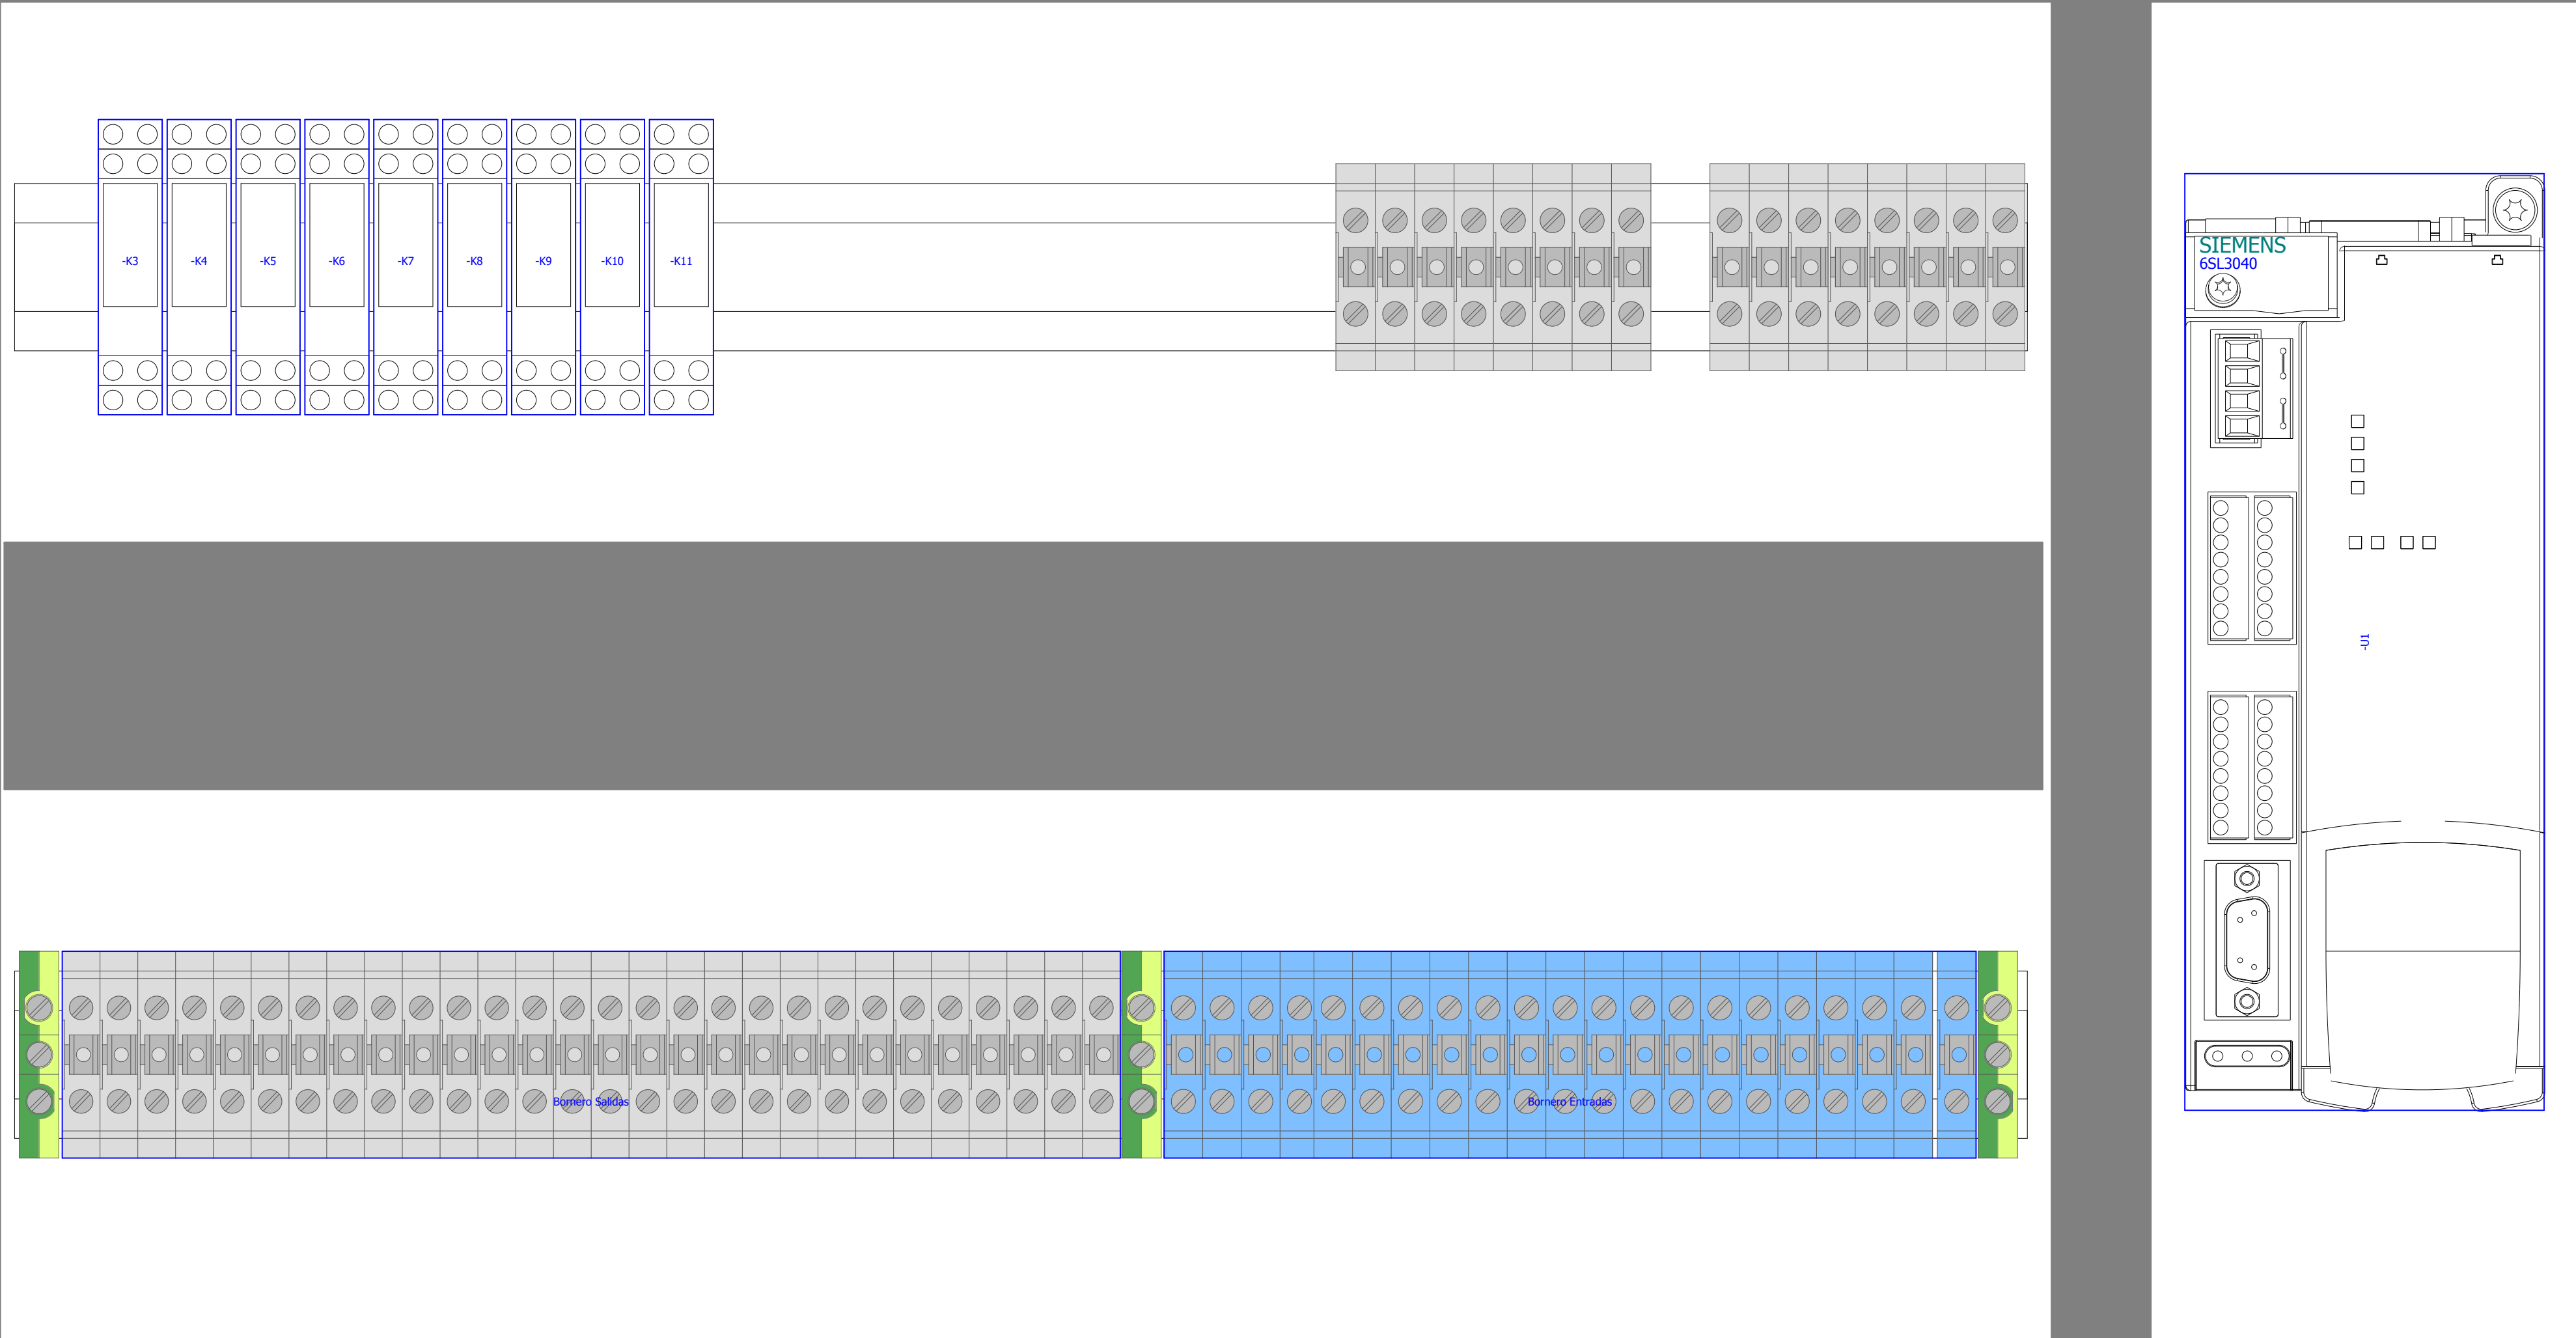 -K3
-K4
-K5
-K6
-K7
-K8
-K9
-K10
-K11
SIEMENS
6SL3040
-U1
Bornero Salidas
Bornero Entradas